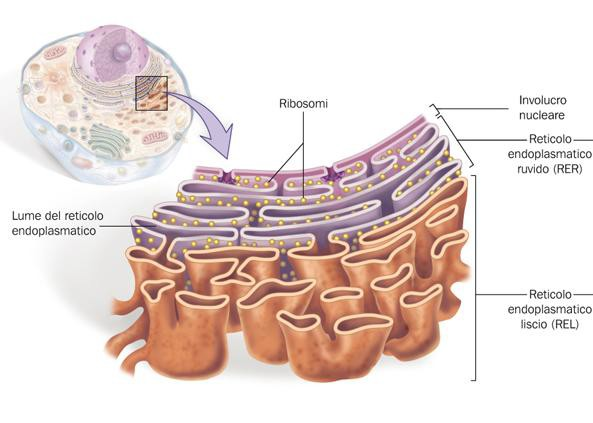 Ribosomi
Involucro
nucleare
Reticolo
endoplasmatico
ruvido (RER)
Lume del reticolo
endoplasmatico
Reticolo
endoplasmatico
liscio (REL)